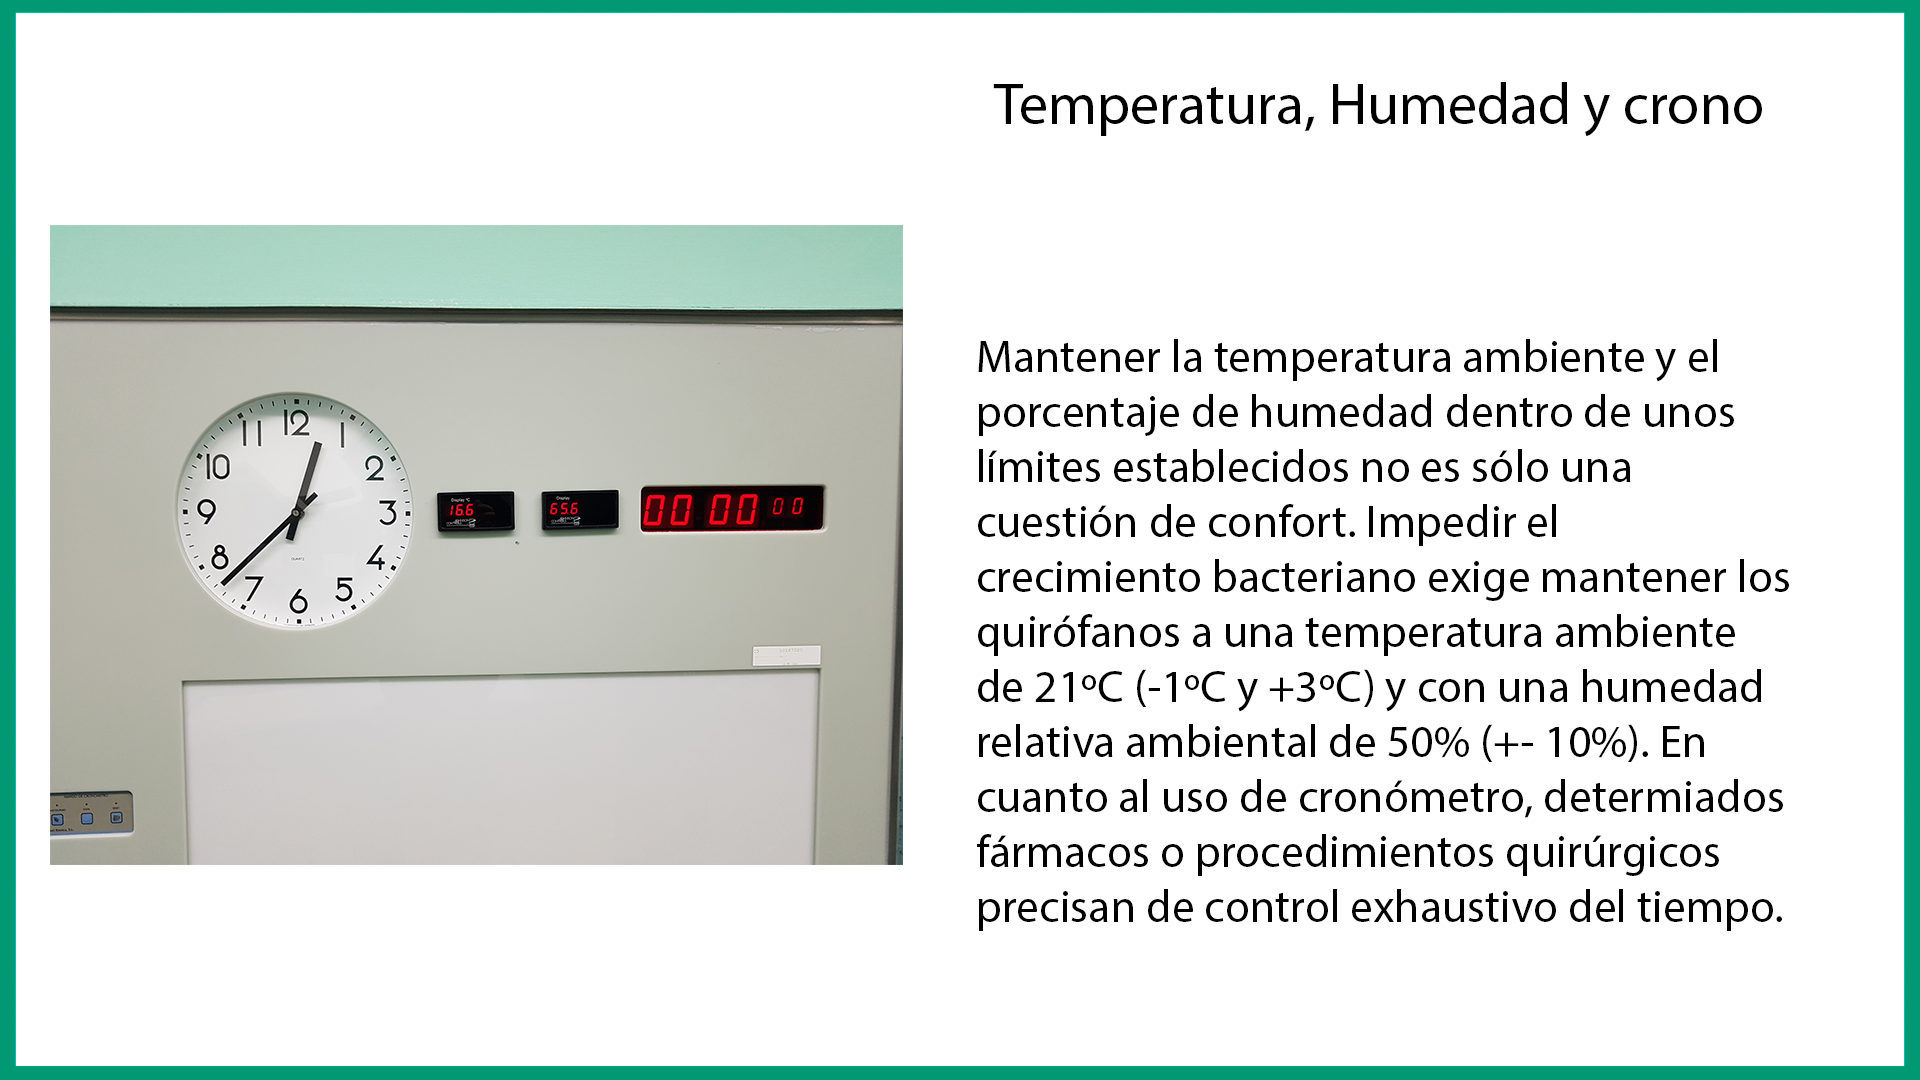 Temperatura, Humedad y crono
12
11
1
10
2
9
3
8
4
7
5
6
QUARTZ
Display ºC
16.6
Display
65.6
00 00 00
Mantener la temperatura ambiente y el
porcentaje de humedad dentro de unos
límites establecidos no es sólo una
cuestión de confort. Impedir el
crecimiento bacteriano exige mantener los
quirófanos a una temperatura ambiente
de 21ºC (-1ºC y +3ºC) y con una humedad
relativa ambiental de 50% (+- 10%). En
cuanto al uso de cronómetro, determiados
fármacos o procedimientos quirúrgicos
precisan de control exhaustivo del tiempo.